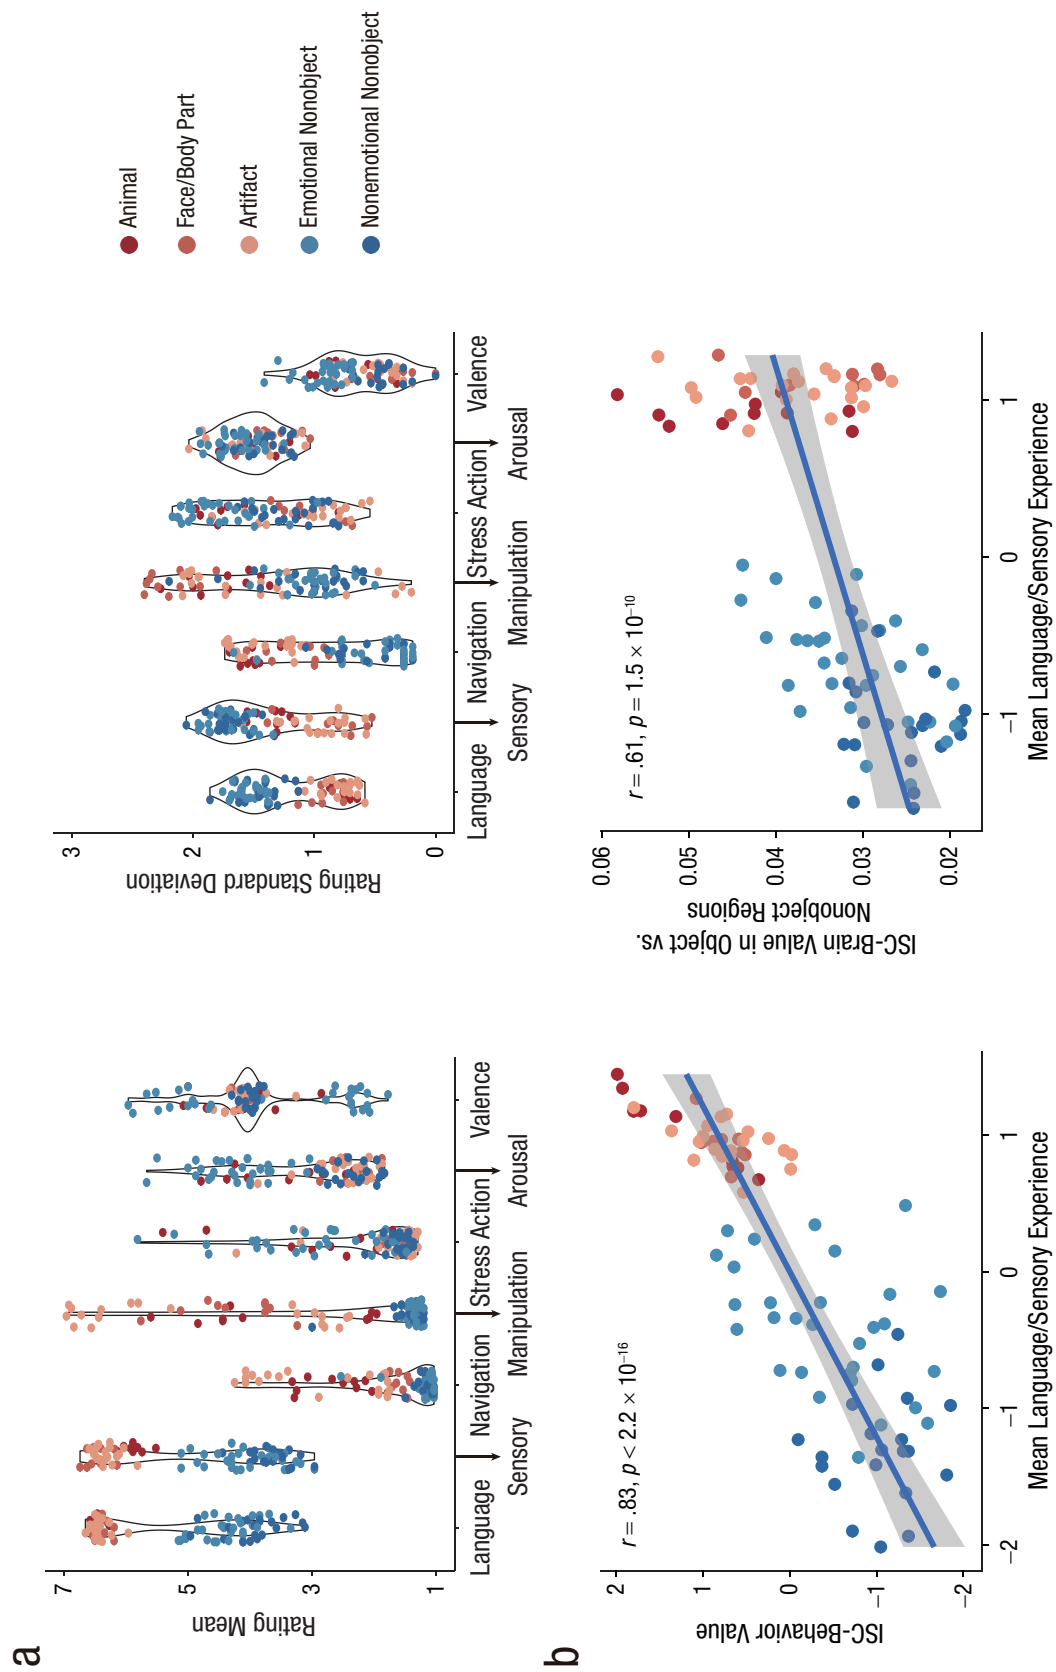 a
Rating Mean
7
5
3
1
Language
Sensory
Navigation
Manipulation
Stress Action
Arousal
Valence
Rating Standard Deviation
3
2
1
0
Language
Sensory
Navigation
Manipulation
Stress Action
Arousal
Valence
Animal
Face/Body Part
Artifact
Emotional Nonobject
Nonemotional Nonobject
b
ISC-Behavior Value
2
1
0
−1
−2
r = .83, p < 2.2 × 10−16
−2
−1
0
1
Mean Language/Sensory Experience
ISC-Brain Value in Object vs.
Nonobject Regions
0.06
0.05
0.04
0.03
0.02
r = .61, p = 1.5 × 10−10
−1
0
1
Mean Language/Sensory Experience